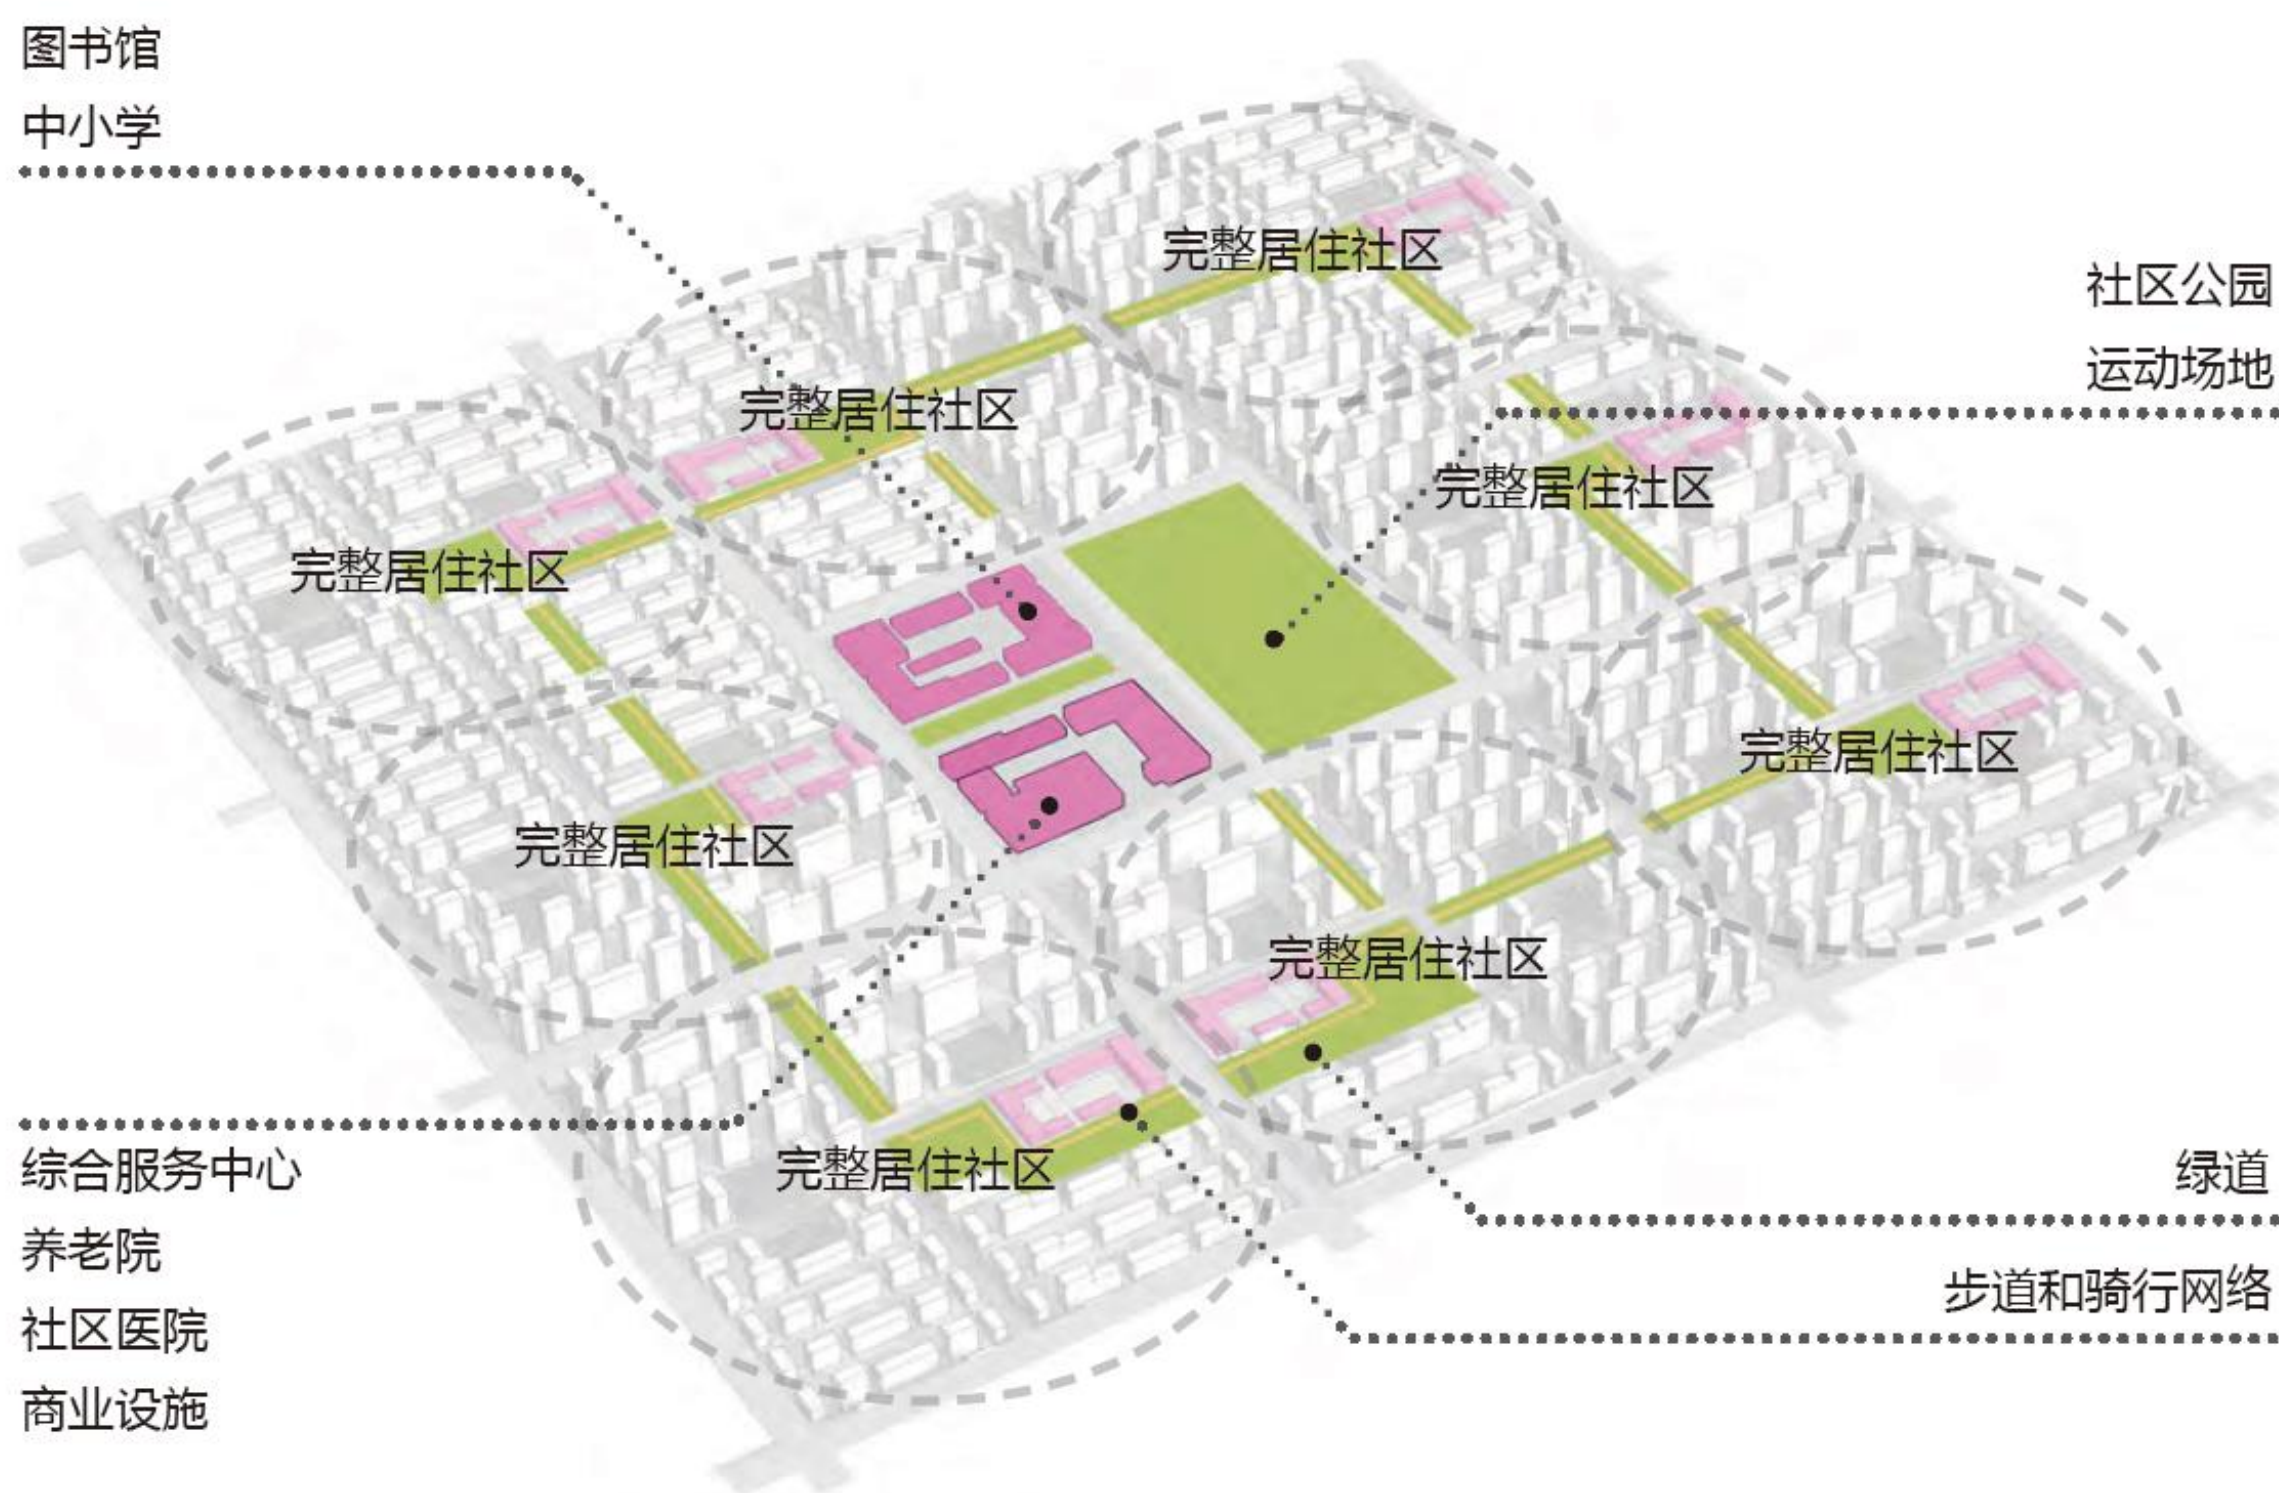 图书馆
中小学
完整居住社区
社区公园
运动场地
完整居住社区
完整居住社区
完整居住社区
完整居住社区
完整居住社区
完整居住社区
完整居住社区
综合服务中心
养老院
社区医院
商业设施
绿道
步道和骑行网络